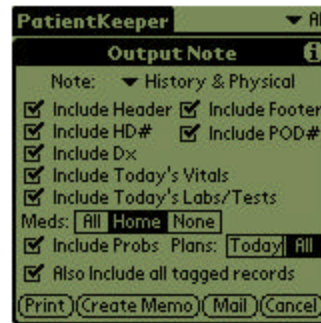 PatientKeeper ▼ Al
Output Note i
Note: ▼ History & Physical
Include Header Include Footer
Include HD# Include POD#
Include Dx
Include Today's Vitals
Include Today's Labs/Tests
Meds: All Home None
Include Probs Plans: Today All
Also Include all tagged records
Print Create Memo Mail Cancel